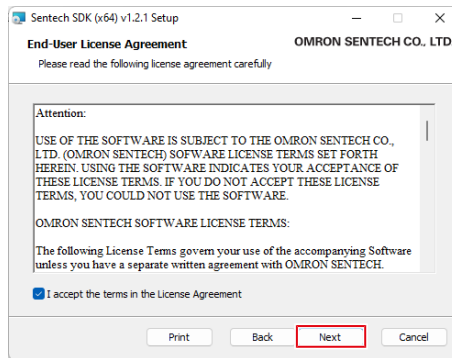 Sentech SDK (x64) v1.2.1 Setup
End-User License Agreement
OMRON SENTECH CO., LTD
Please read the following license agreement carefully
Attention:
USE OF THE SOFTWARE IS SUBJECT TO THE OMRON SENTECH CO.,
LTD. (OMRON SENTECH) SOFWARE LICENSE TERMS SET FORTH
HEREIN. USING THE SOFTWARE INDICATES YOUR ACCEPTANCE OF
THESE LICENSE TERMS. IF YOU DO NOT ACCEPT THESE LICENSE
TERMS, YOU COULD NOT USE THE SOFTWARE.
OMRON SENTECH SOFTWARE LICENSE TERMS:
The following License Terms govern your use of the accompanying Software
unless you have a separate written agreement with OMRON SENTECH.
I accept the terms in the License Agreement
Print
Back
Next
Cancel